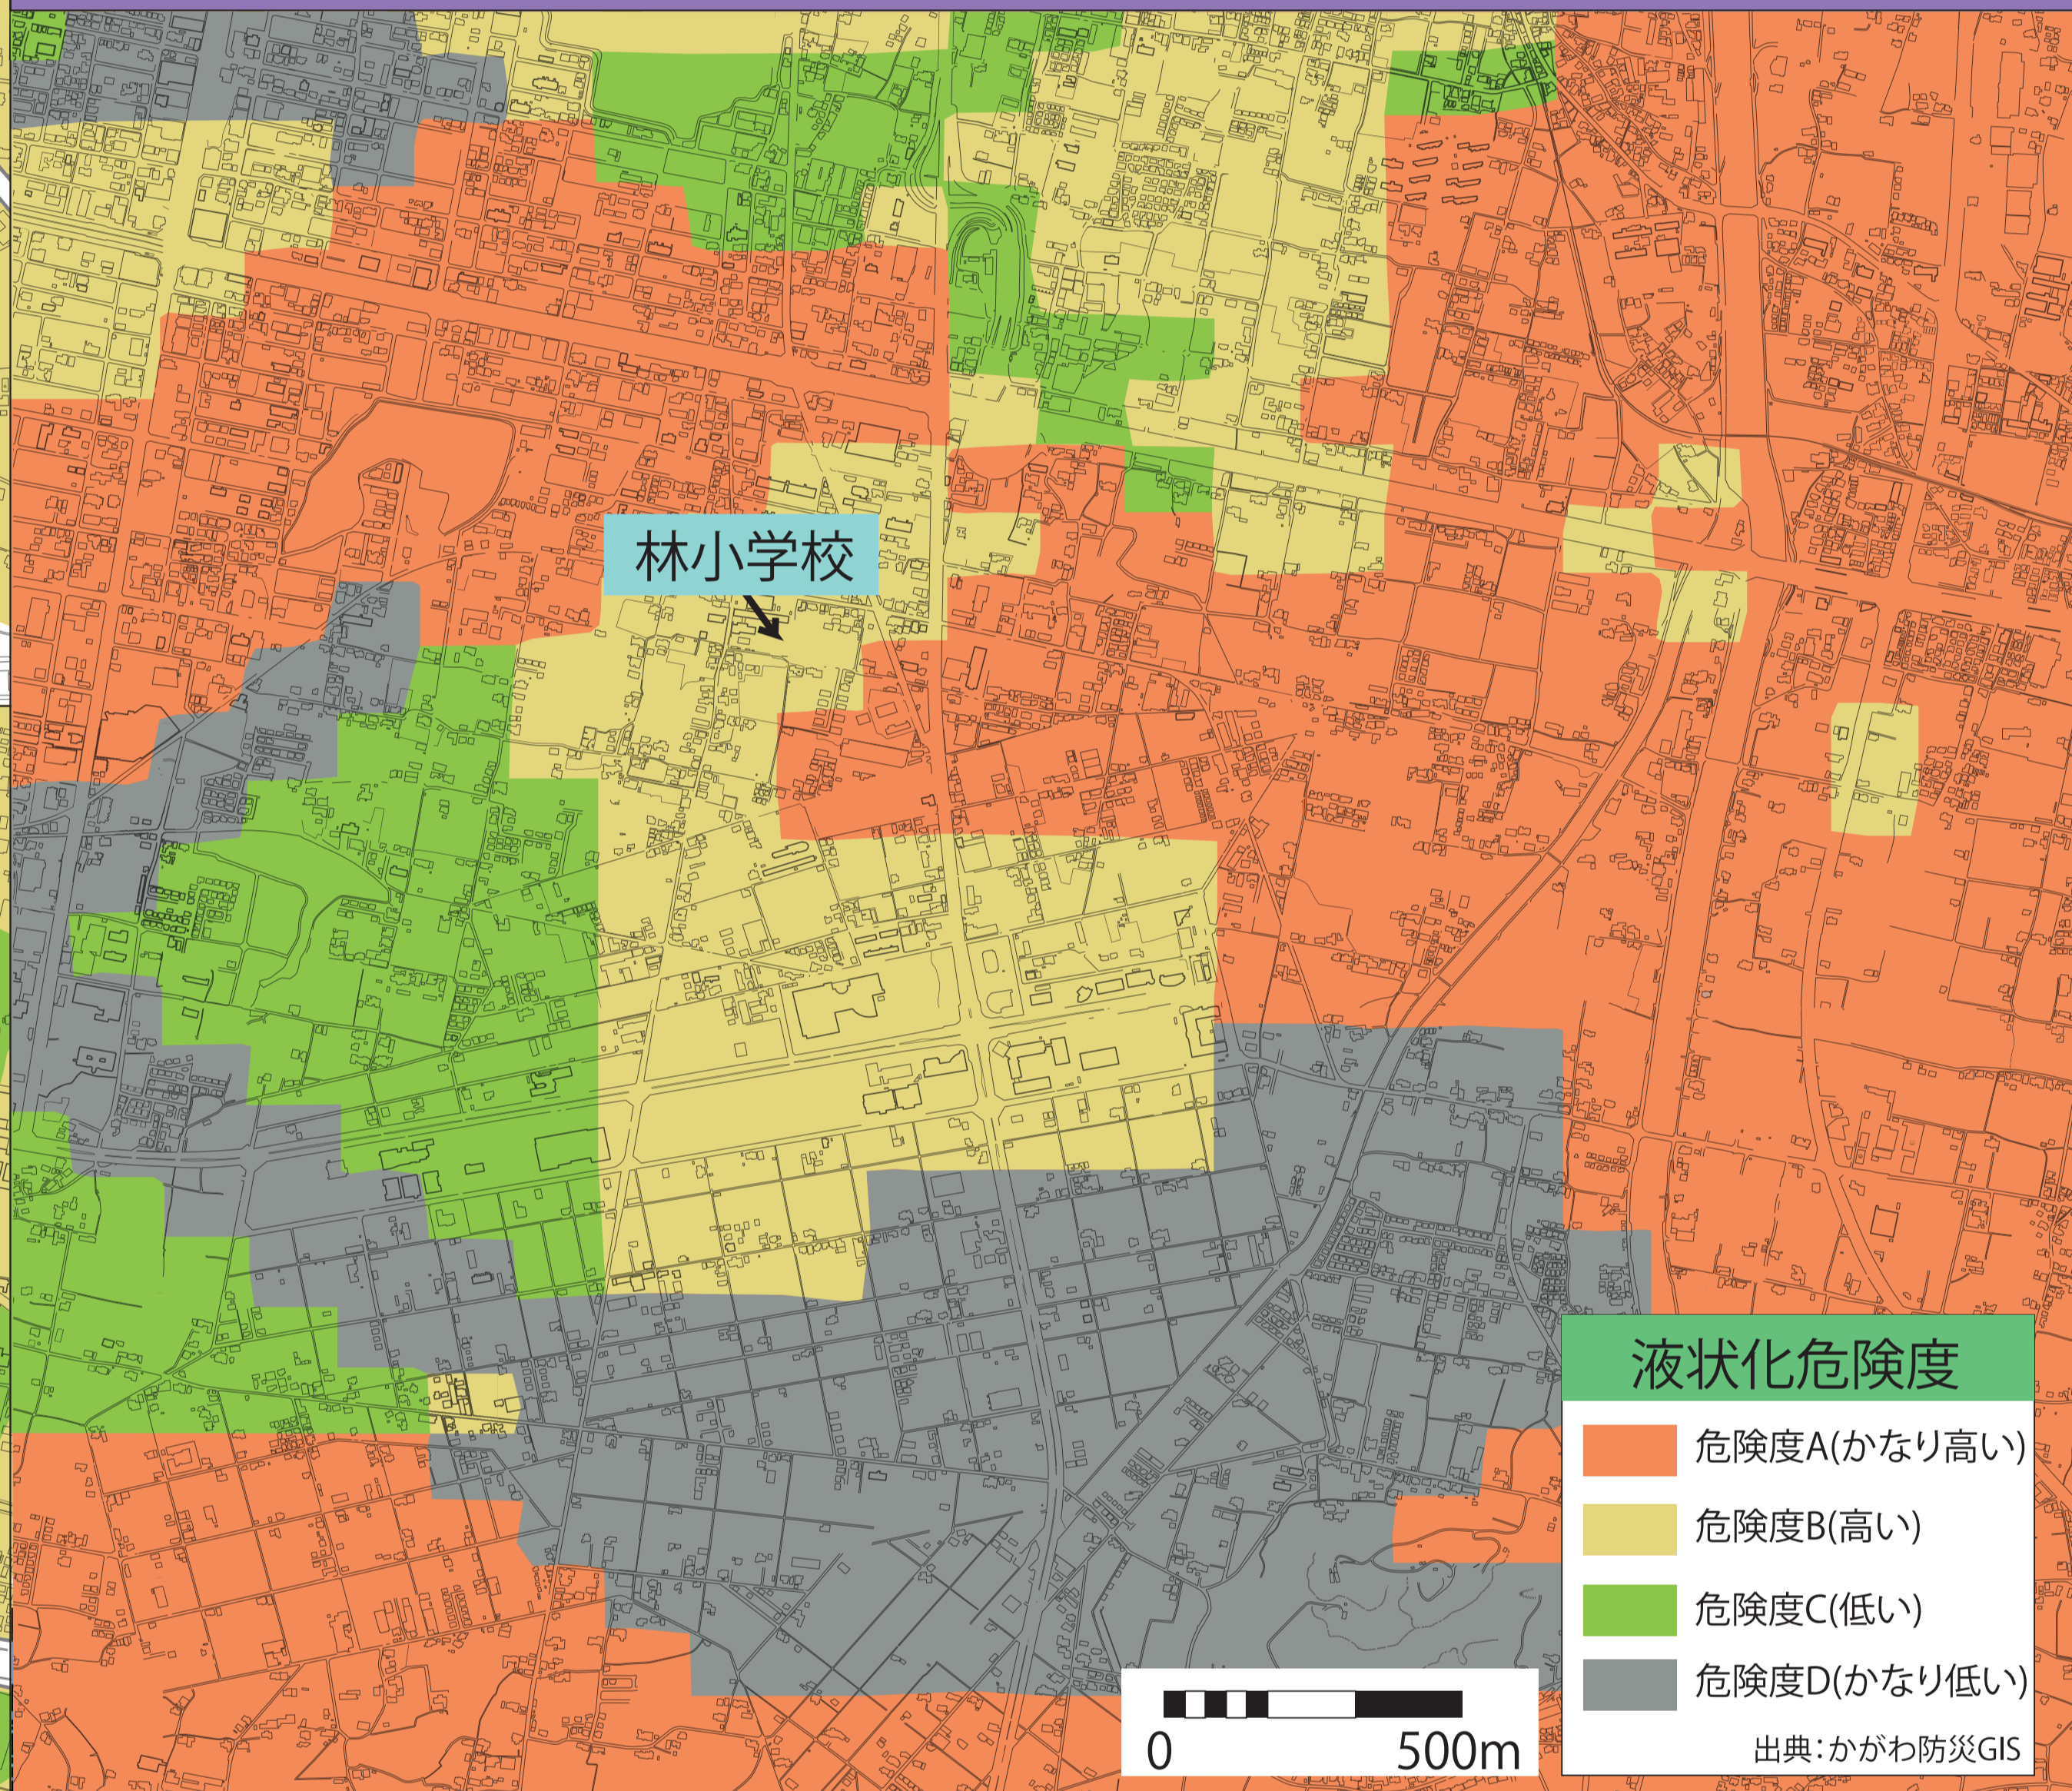 林小学校
液状化危険度
危険度A(かなり高い)
危険度B(高い)
危険度C(低い)
危険度D(かなり低い)
出典:かがわ防災GIS
0 500m